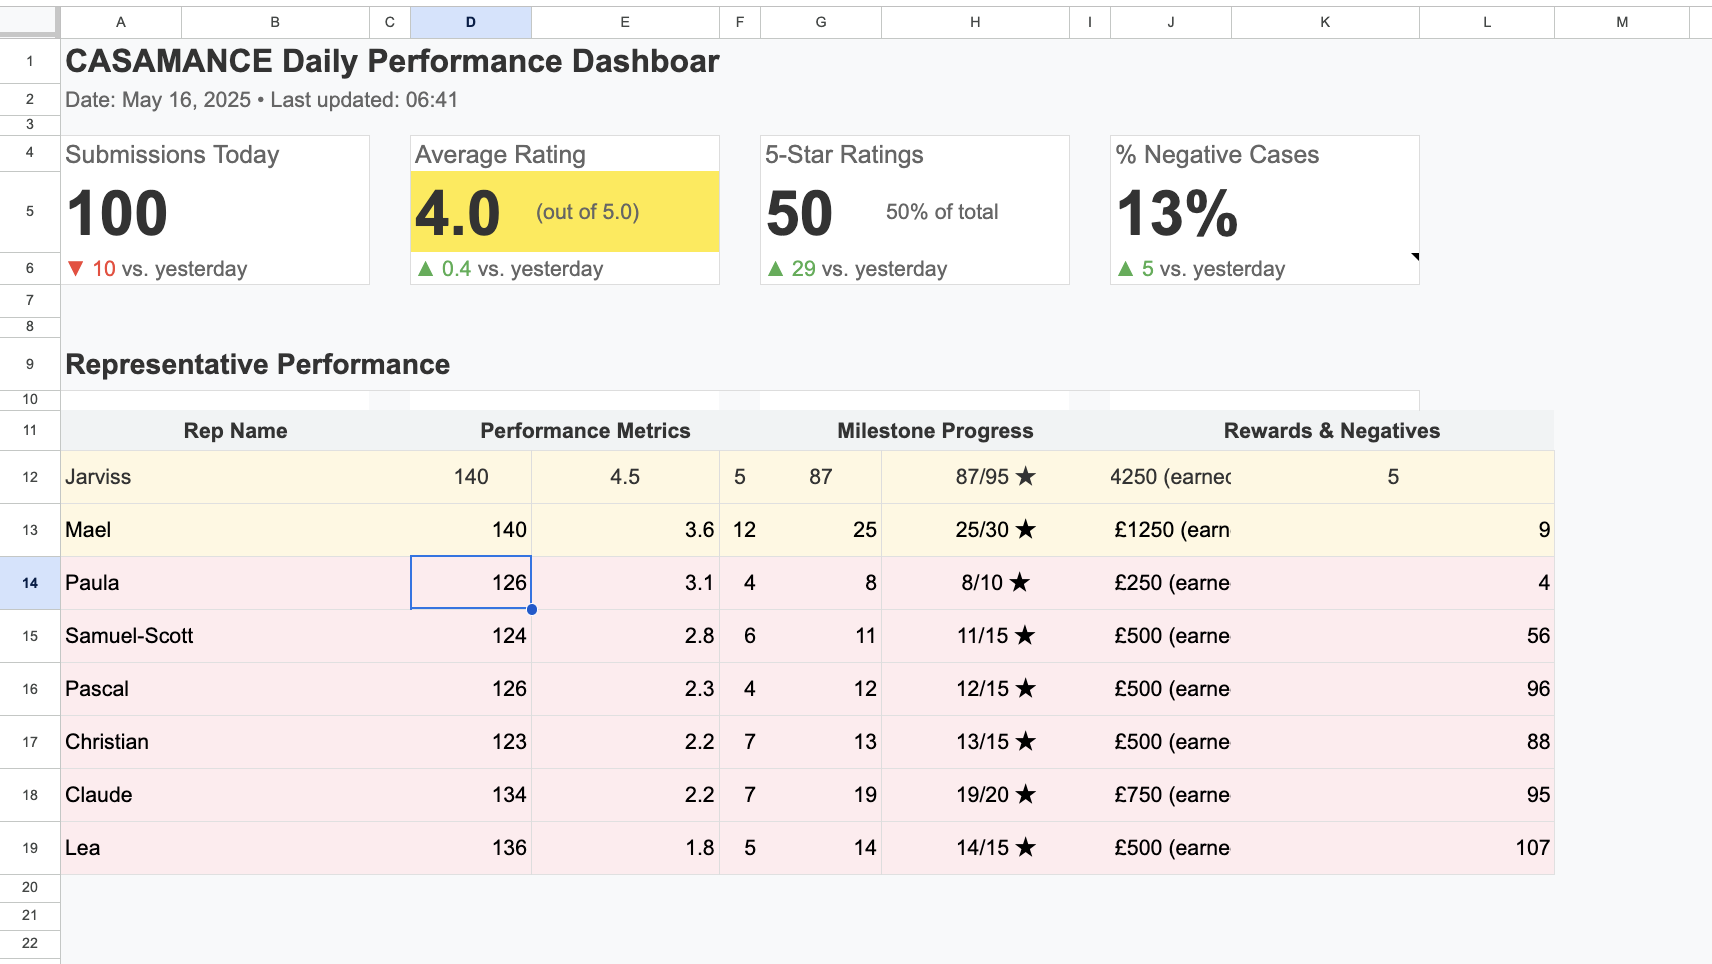 A B C D E F G H I J K L M
1 CASAMANCE Daily Performance Dashboar
2 Date: May 16, 2025 • Last updated: 06:41
3
4 Submissions Today Average Rating 5-Star Ratings % Negative Cases
5 100 4.0 (out of 5.0) 50 50% of total 13%
6 ▼ 10 vs. yesterday ▲ 0.4 vs. yesterday ▲ 29 vs. yesterday ▲ 5 vs. yesterday
7
8
9 Representative Performance
10
11 Rep Name Performance Metrics Milestone Progress Rewards & Negatives
12 Jarviss 140 4.5 5 87 87/95 ★ 4250 (earned 5
13 Mael 140 3.6 12 25 25/30 ★ £1250 (earn 9
14 Paula 126 3.1 4 8 8/10 ★ £250 (earne 4
15 Samuel-Scott 124 2.8 6 11 11/15 ★ £500 (earne 56
16 Pascal 126 2.3 4 12 12/15 ★ £500 (earne 96
17 Christian 123 2.2 7 13 13/15 ★ £500 (earne 88
18 Claude 134 2.2 7 19 19/20 ★ £750 (earne 95
19 Lea 136 1.8 5 14 14/15 ★ £500 (earne 107
20
21
22